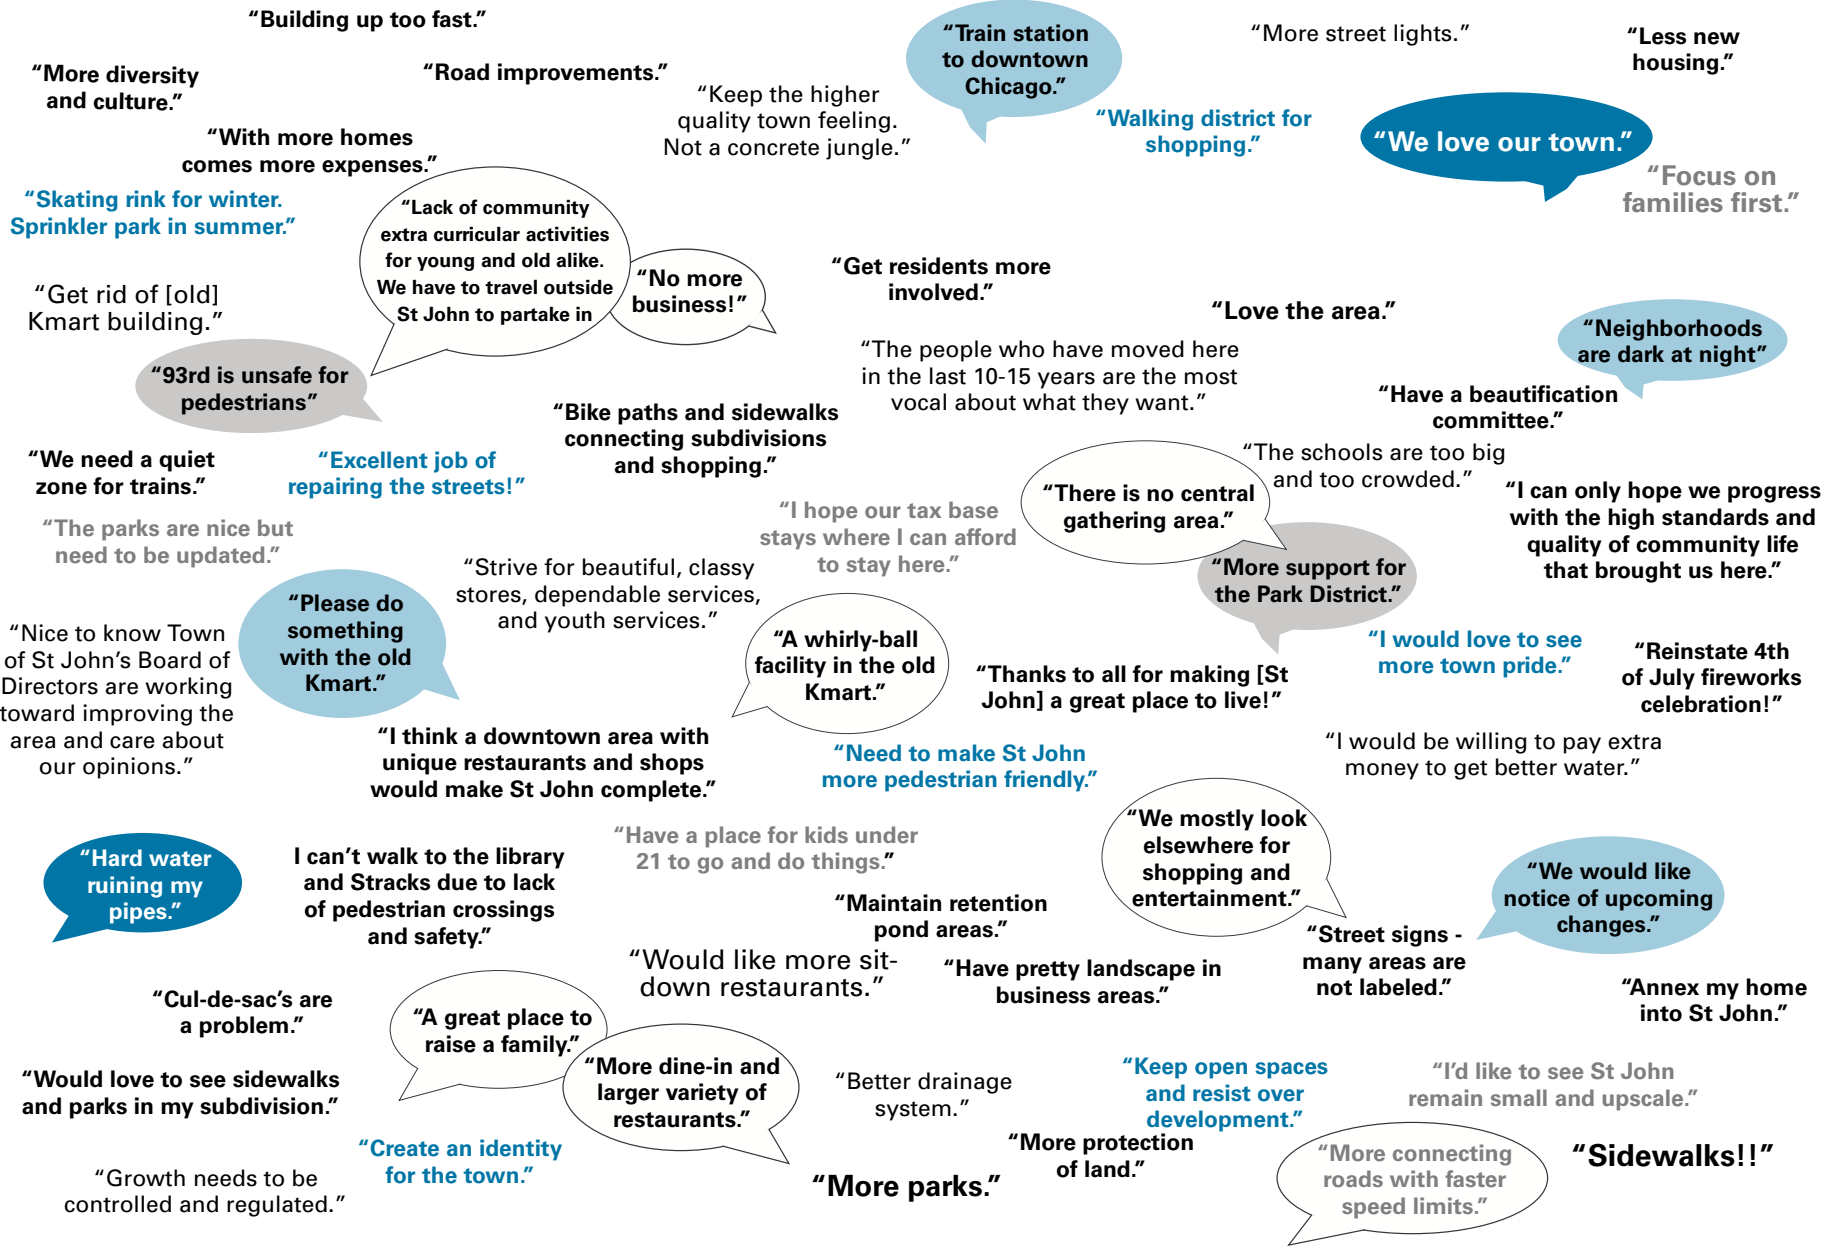 “Building up too fast.”
“Train station
to downtown
Chicago.”
“More street lights.”
“Less new
housing.”
“More diversity
and culture.”
“Road improvements.”
“Keep the higher
quality town feeling.
Not a concrete jungle.”
“Walking district for
shopping.”
“We love our town.”
“With more homes
comes more expenses.”
“Focus on
families first.”
“Skating rink for winter.
Sprinkler park in summer.”
“Lack of community
extra curricular activities
for young and old alike.
We have to travel outside
St John to partake in
“No more
business!”
“Get residents more
involved.”
“Get rid of [old]
Kmart building.”
“Love the area.”
“Neighborhoods
are dark at night”
“The people who have moved here
in the last 10-15 years are the most
vocal about what they want.”
“93rd is unsafe for
pedestrians”
“Have a beautification
committee.”
“Bike paths and sidewalks
connecting subdivisions
and shopping.”
“We need a quiet
zone for trains.”
“Excellent job of
repairing the streets!”
“The schools are too big
and too crowded.”
“There is no central
gathering area.”
“I can only hope we progress
with the high standards and
quality of community life
that brought us here.”
“The parks are nice but
need to be updated.”
“I hope our tax base
stays where I can afford
to stay here.”
“Strive for beautiful, classy
stores, dependable services,
and youth services.”
“More support for
the Park District.”
“Please do
something
with the old
Kmart.”
“Nice to know Town
of St John’s Board of
Directors are working
toward improving the
area and care about
our opinions.”
“A whirly-ball
facility in the old
Kmart.”
“Thanks to all for making [St
John] a great place to live!”
“I would love to see
more town pride.”
“Reinstate 4th
of July fireworks
celebration!”
“I think a downtown area with
unique restaurants and shops
would make St John complete.”
“Need to make St John
more pedestrian friendly.”
“I would be willing to pay extra
money to get better water.”
“Hard water
ruining my
pipes.”
I can’t walk to the library
and Stracks due to lack
of pedestrian crossings
and safety.”
“Have a place for kids under
21 to go and do things.”
“We mostly look
elsewhere for
shopping and
entertainment.”
“We would like
notice of upcoming
changes.”
“Maintain retention
pond areas.”
“Street signs -
many areas are
not labeled.”
“Would like more sit-
down restaurants.”
“Have pretty landscape in
business areas.”
“Cul-de-sac’s are
a problem.”
“A great place to
raise a family.”
“Annex my home
into St John.”
“Would love to see sidewalks
and parks in my subdivision.”
“More dine-in and
larger variety of
restaurants.”
“Better drainage
system.”
“Keep open spaces
and resist over
development.”
“I’d like to see St John
remain small and upscale.”
“Create an identity
for the town.”
“More protection
of land.”
“More connecting
roads with faster
speed limits.”
“Sidewalks!!”
“Growth needs to be
controlled and regulated.”
“More parks.”